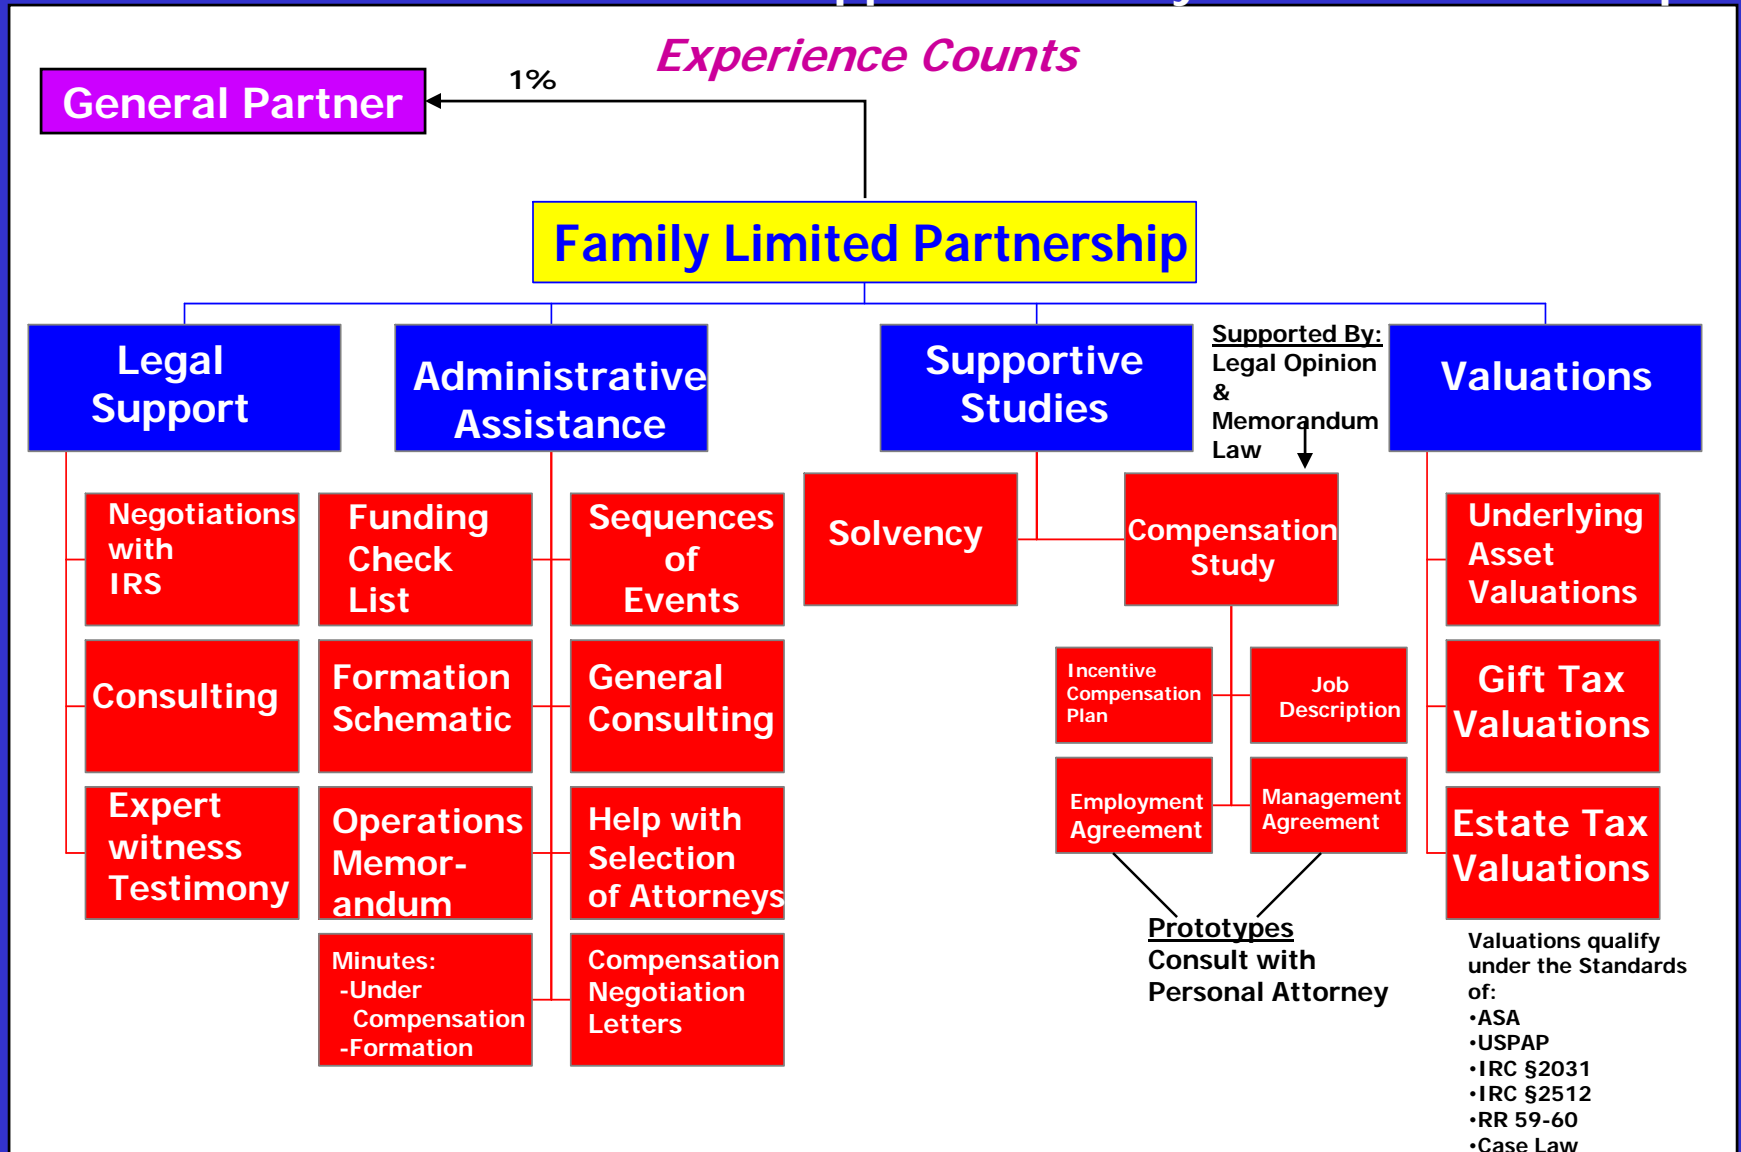 Experience Counts
General Partner
1%
Family Limited Partnership
Legal
Support
Administrative
Assistance
Supportive
Studies
Supported By:
Legal Opinion
&
Memorandum
Law
Valuations
Negotiations
with
IRS
Consulting
Expert
witness
Testimony
Funding
Check
List
Formation
Schematic
Operations
Memor-
andum
Minutes:
-Under
Compensation
-Formation
Sequences
of
Events
General
Consulting
Help with
Selection
of Attorneys
Compensation
Negotiation
Letters
Solvency
Compensation
Study
Incentive
Compensation
Plan
Job
Description
Employment
Agreement
Management
Agreement
Prototypes
Consult with
Personal Attorney
Underlying
Asset
Valuations
Gift Tax
Valuations
Estate Tax
Valuations
Valuations qualify
under the Standards
of:
•ASA
•USPAP
•IRC §2031
•IRC §2512
•RR 59-60
•Case Law